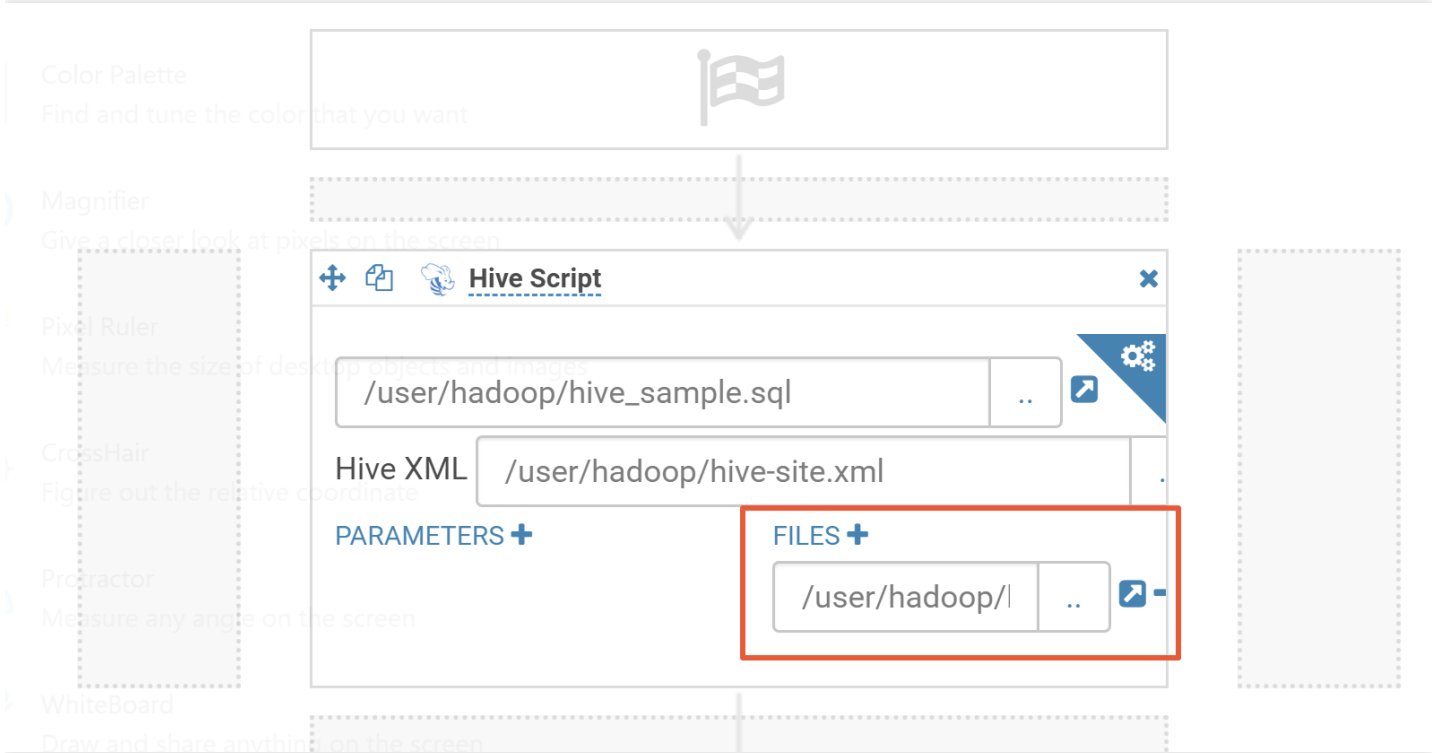 Color Palette
Find and tune the color that you want
Magnifier
Give a closer look at pixels on the screen
Hive Script
Pixel Ruler
Measure the size of desktop objects and images
/user/hadoop/hive_sample.sql ..
CrossHair
Hive XML /user/hadoop/hive-site.xml .
Figure out the relative coordinate
PARAMETERS FILES
Protractor
/user/hadoop/ ..
Measure any angle on the screen
WhiteBoard
Draw and share anything on the screen